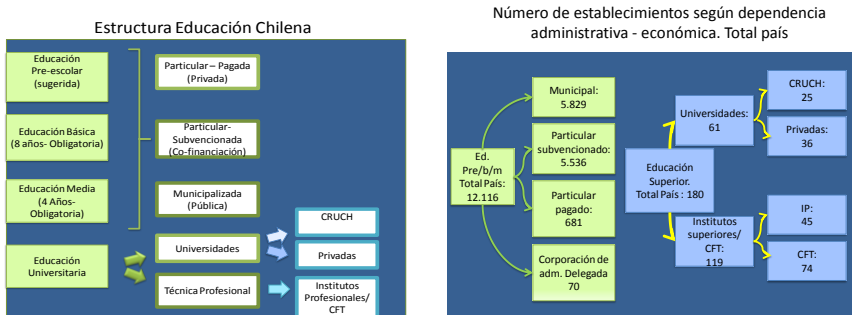 Estructura Educación Chilena
Educación
Pre-escolar
(sugerida)
Educación Básica
(8 años- Obligatoria)
Educación Media
(4 Años-
Obligatoria)
Educación
Universitaria
Particular – Pagada
(Privada)
Particular-
Subvencionada
(Co-financiación)
Municipalizada
(Pública)
Universidades
Técnica Profesional
CRUCH
Privadas
Institutos
Profesionales/
CFT
Número de establecimientos según dependencia
administrativa - económica. Total país
Ed.
Pre/b/m
Total País:
12.116
Municipal:
5.829
Particular
subvencionado:
5.536
Particular
pagado:
681
Corporación de
adm. Delegada
70
Educación
Superior.
Total País : 180
Universidades:
61
Institutos
superiores/
CFT:
119
CRUCH:
25
Privadas:
36
IP:
45
CFT:
74